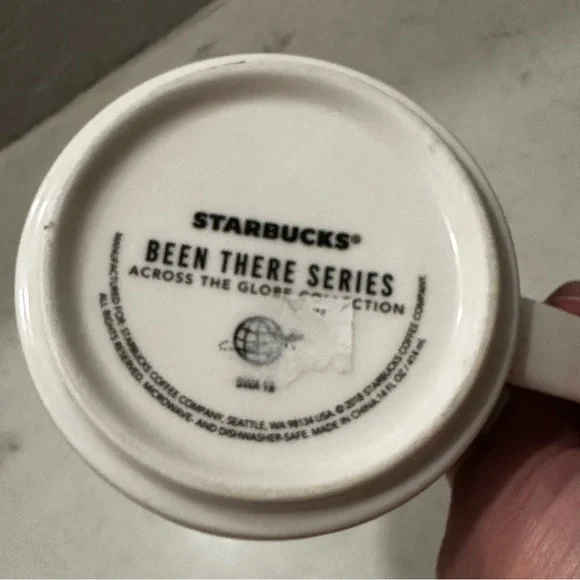 STARBUCKS®
BEEN THERE SERIES
ACROSS THE GLOBE COLLECTION
MANUFACTURED FOR: STARBUCKS COFFEE COMPANY, SEATTLE, WA 98134 USA. © 2018 STARBUCKS COFFEE COMPANY.
ALL RIGHTS RESERVED. MICROWAVE- AND DISHWASHER-SAFE. MADE IN CHINA. 14 FL OZ / 414 mL